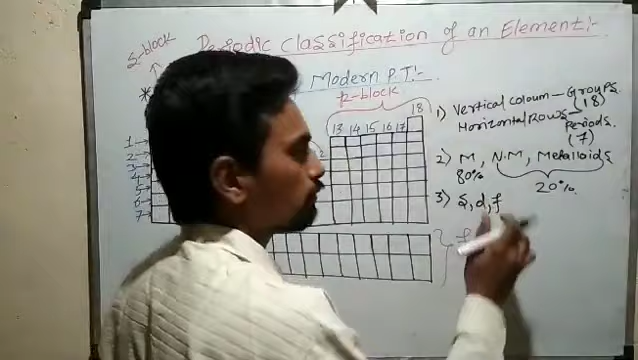 Periodic Classification of an Element:-
s-block
Modern P.T:-
p-block
*
18
13 14 15 16 17
2
1→
2→
3→
4→
5→
6→
7→
1) Vertical coloum - Groups
(18)
Horizontal Rows - Periods
(7)
2) M, N.M, Metalloids
80%
20%
3) s,d,f
f